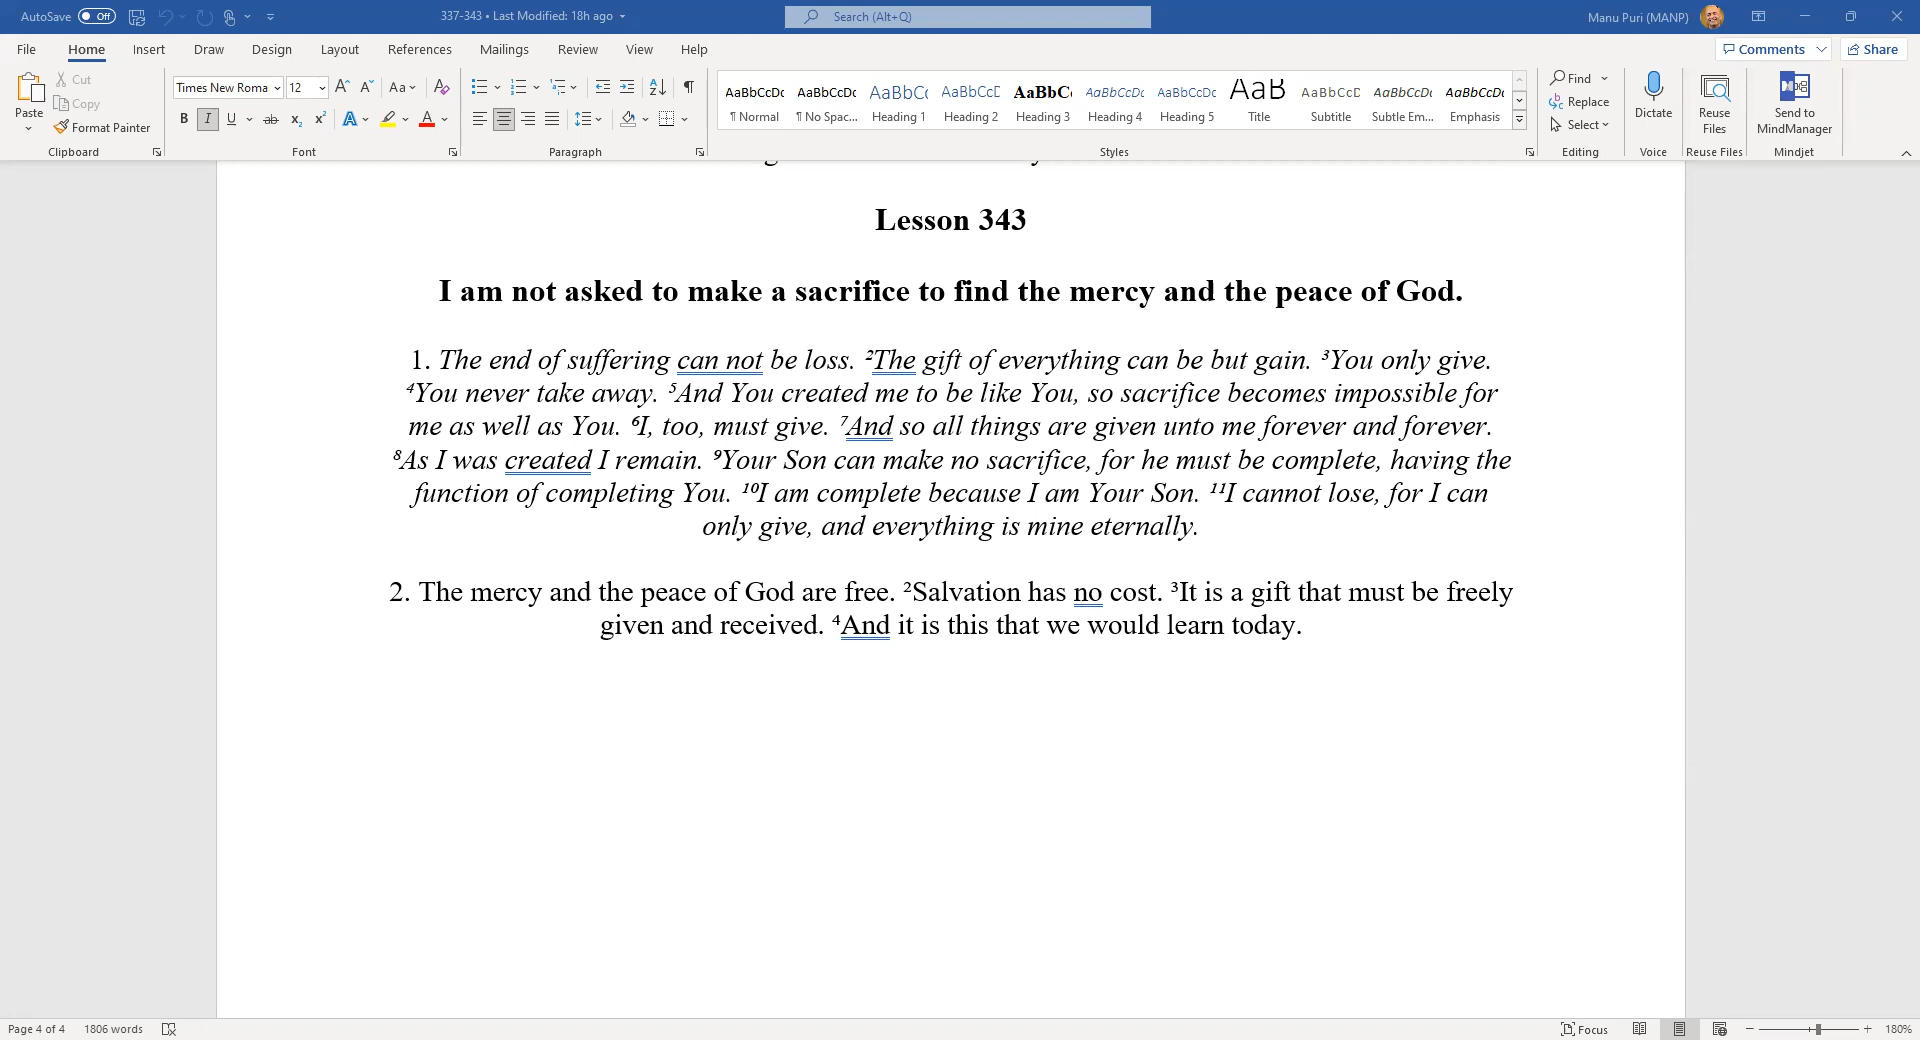 AutoSave Off 337-343 • Last Modified: 18h ago Search (Alt+Q) Manu Puri (MANP)
File Home Insert Draw Design Layout References Mailings Review View Help Comments Share
Paste Cut Copy Format Painter
Clipboard
Times New Roma 12 Aa
B I U ab x₂ x² A A
Font
Paragraph
AaBbCcDc AaBbCcDc AaBbC AaBbCcD AaBbC AaBbCcDc AaBbCcDc AaB AaBbCcD AaBbCcDc AaBbCcDc
¶ Normal ¶ No Spac... Heading 1 Heading 2 Heading 3 Heading 4 Heading 5 Title Subtitle Subtle Em... Emphasis
Styles
Find
Replace
Select
Editing
Dictate
Voice
Reuse
Files
Reuse Files
Send to
MindManager
Mindjet
Lesson 343
I am not asked to make a sacrifice to find the mercy and the peace of God.
1. The end of suffering can not be loss. ²The gift of everything can be but gain. ³You only give.
⁴You never take away. ⁵And You created me to be like You, so sacrifice becomes impossible for
me as well as You. ⁶I, too, must give. ⁷And so all things are given unto me forever and forever.
⁸As I was created I remain. ⁹Your Son can make no sacrifice, for he must be complete, having the
function of completing You. ¹⁰I am complete because I am Your Son. ¹¹I cannot lose, for I can
only give, and everything is mine eternally.
2. The mercy and the peace of God are free. ²Salvation has no cost. ³It is a gift that must be freely
given and received. ⁴And it is this that we would learn today.
Page 4 of 4 1806 words Focus 180%